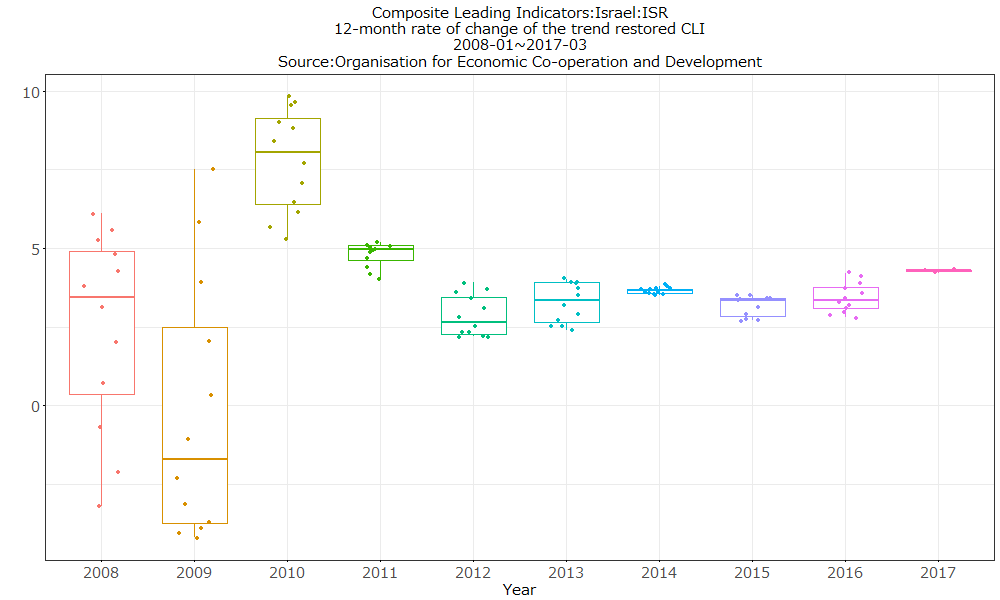 Composite Leading Indicators:Israel:ISR
12-month rate of change of the trend restored CLI
2008-01~2017-03
Source:Organisation for Economic Co-operation and Development
10
5
0
2008 2009 2010 2011 2012 2013 2014 2015 2016 2017
Year